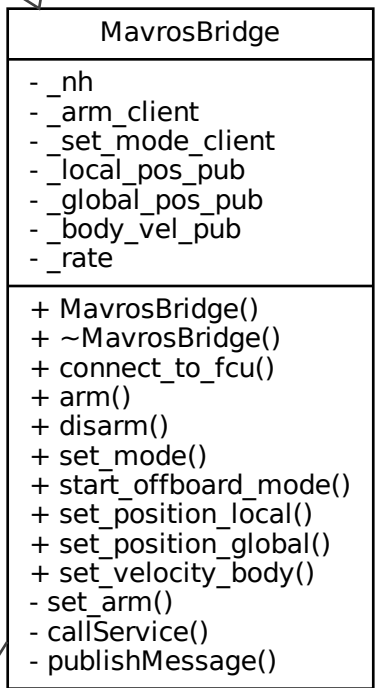 MavrosBridge
- _nh
- _arm_client
- _set_mode_client
- _local_pos_pub
- _global_pos_pub
- _body_vel_pub
- _rate
+ MavrosBridge()
+ ~MavrosBridge()
+ connect_to_fcu()
+ arm()
+ disarm()
+ set_mode()
+ start_offboard_mode()
+ set_position_local()
+ set_position_global()
+ set_velocity_body()
- set_arm()
- callService()
- publishMessage()